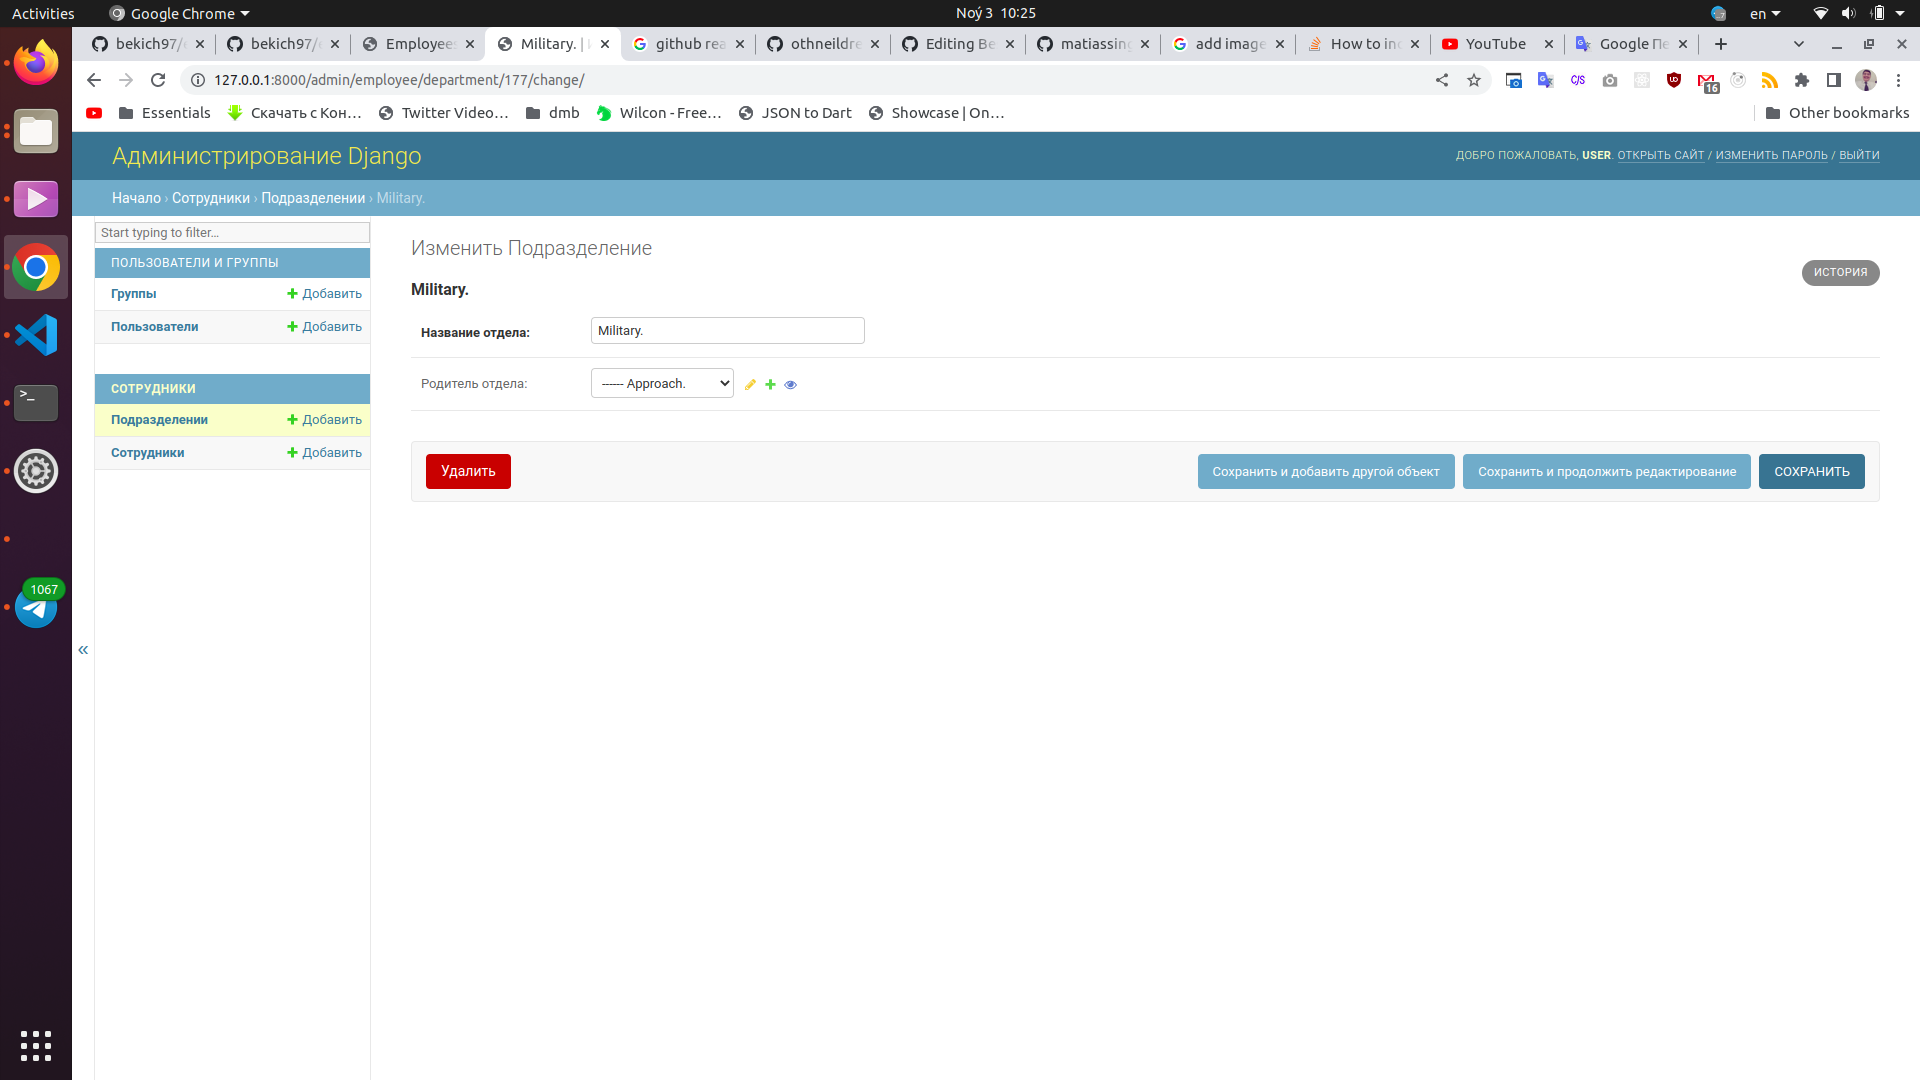 Activities
Google Chrome
Noý 3 10:25
en
bekich97/
bekich97/
Employees
Military. |
github rea
othneildre
Editing Be
matiassing
add image
How to inc
YouTube
Google Пе
127.0.0.1:8000/admin/employee/department/177/change/
16
Essentials
Скачать с Кон…
Twitter Video…
dmb
Wilcon - Free…
JSON to Dart
Showcase | On…
Other bookmarks
Администрирование Django
ДОБРО ПОЖАЛОВАТЬ, USER. ОТКРЫТЬ САЙТ / ИЗМЕНИТЬ ПАРОЛЬ / ВЫЙТИ
Начало › Сотрудники › Подразделении › Military.
Start typing to filter…
ПОЛЬЗОВАТЕЛИ И ГРУППЫ
Группы Добавить
Пользователи Добавить
СОТРУДНИКИ
Подразделении Добавить
Сотрудники Добавить
Изменить Подразделение
ИСТОРИЯ
Military.
Название отдела: Military.
Родитель отдела: ------ Approach.
Удалить
Сохранить и добавить другой объект
Сохранить и продолжить редактирование
СОХРАНИТЬ
1067
«